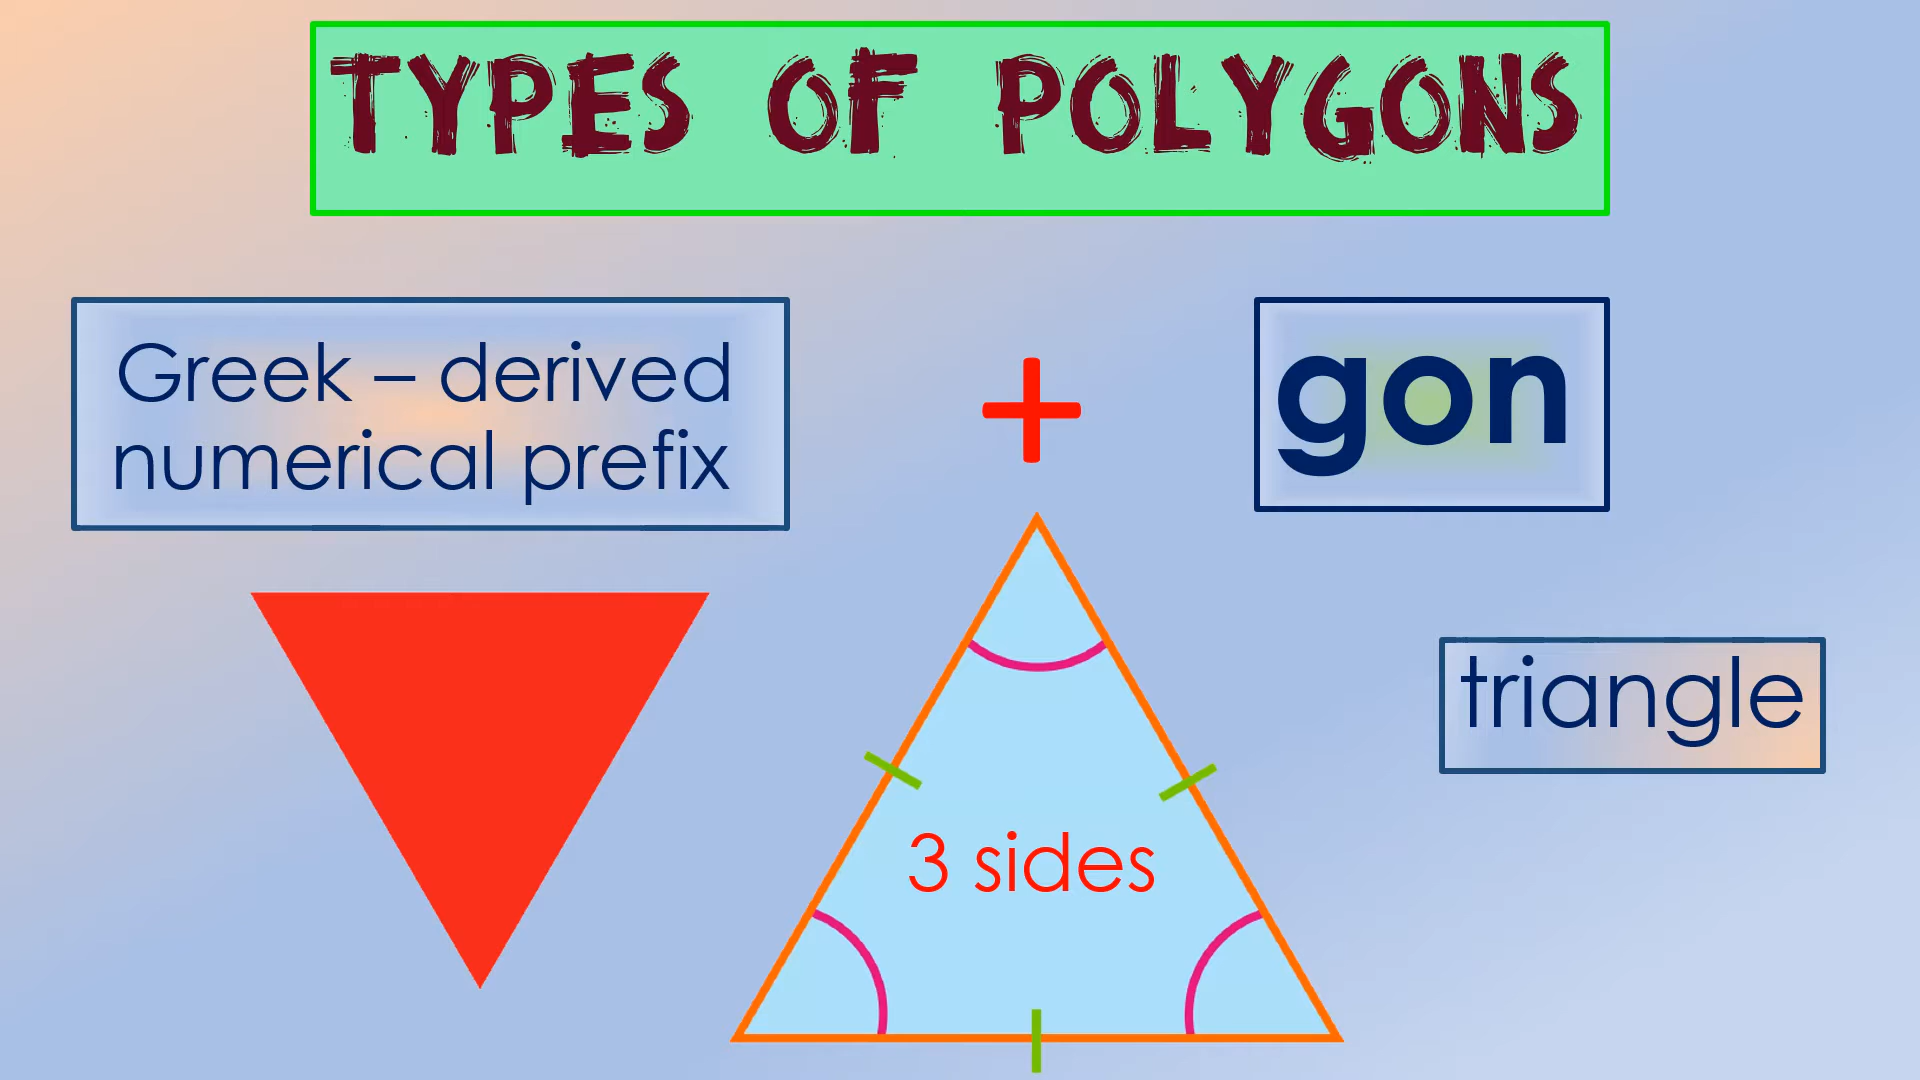 TYPES OF POLYGONS
Greek – derived
numerical prefix
+
gon
triangle
3 sides